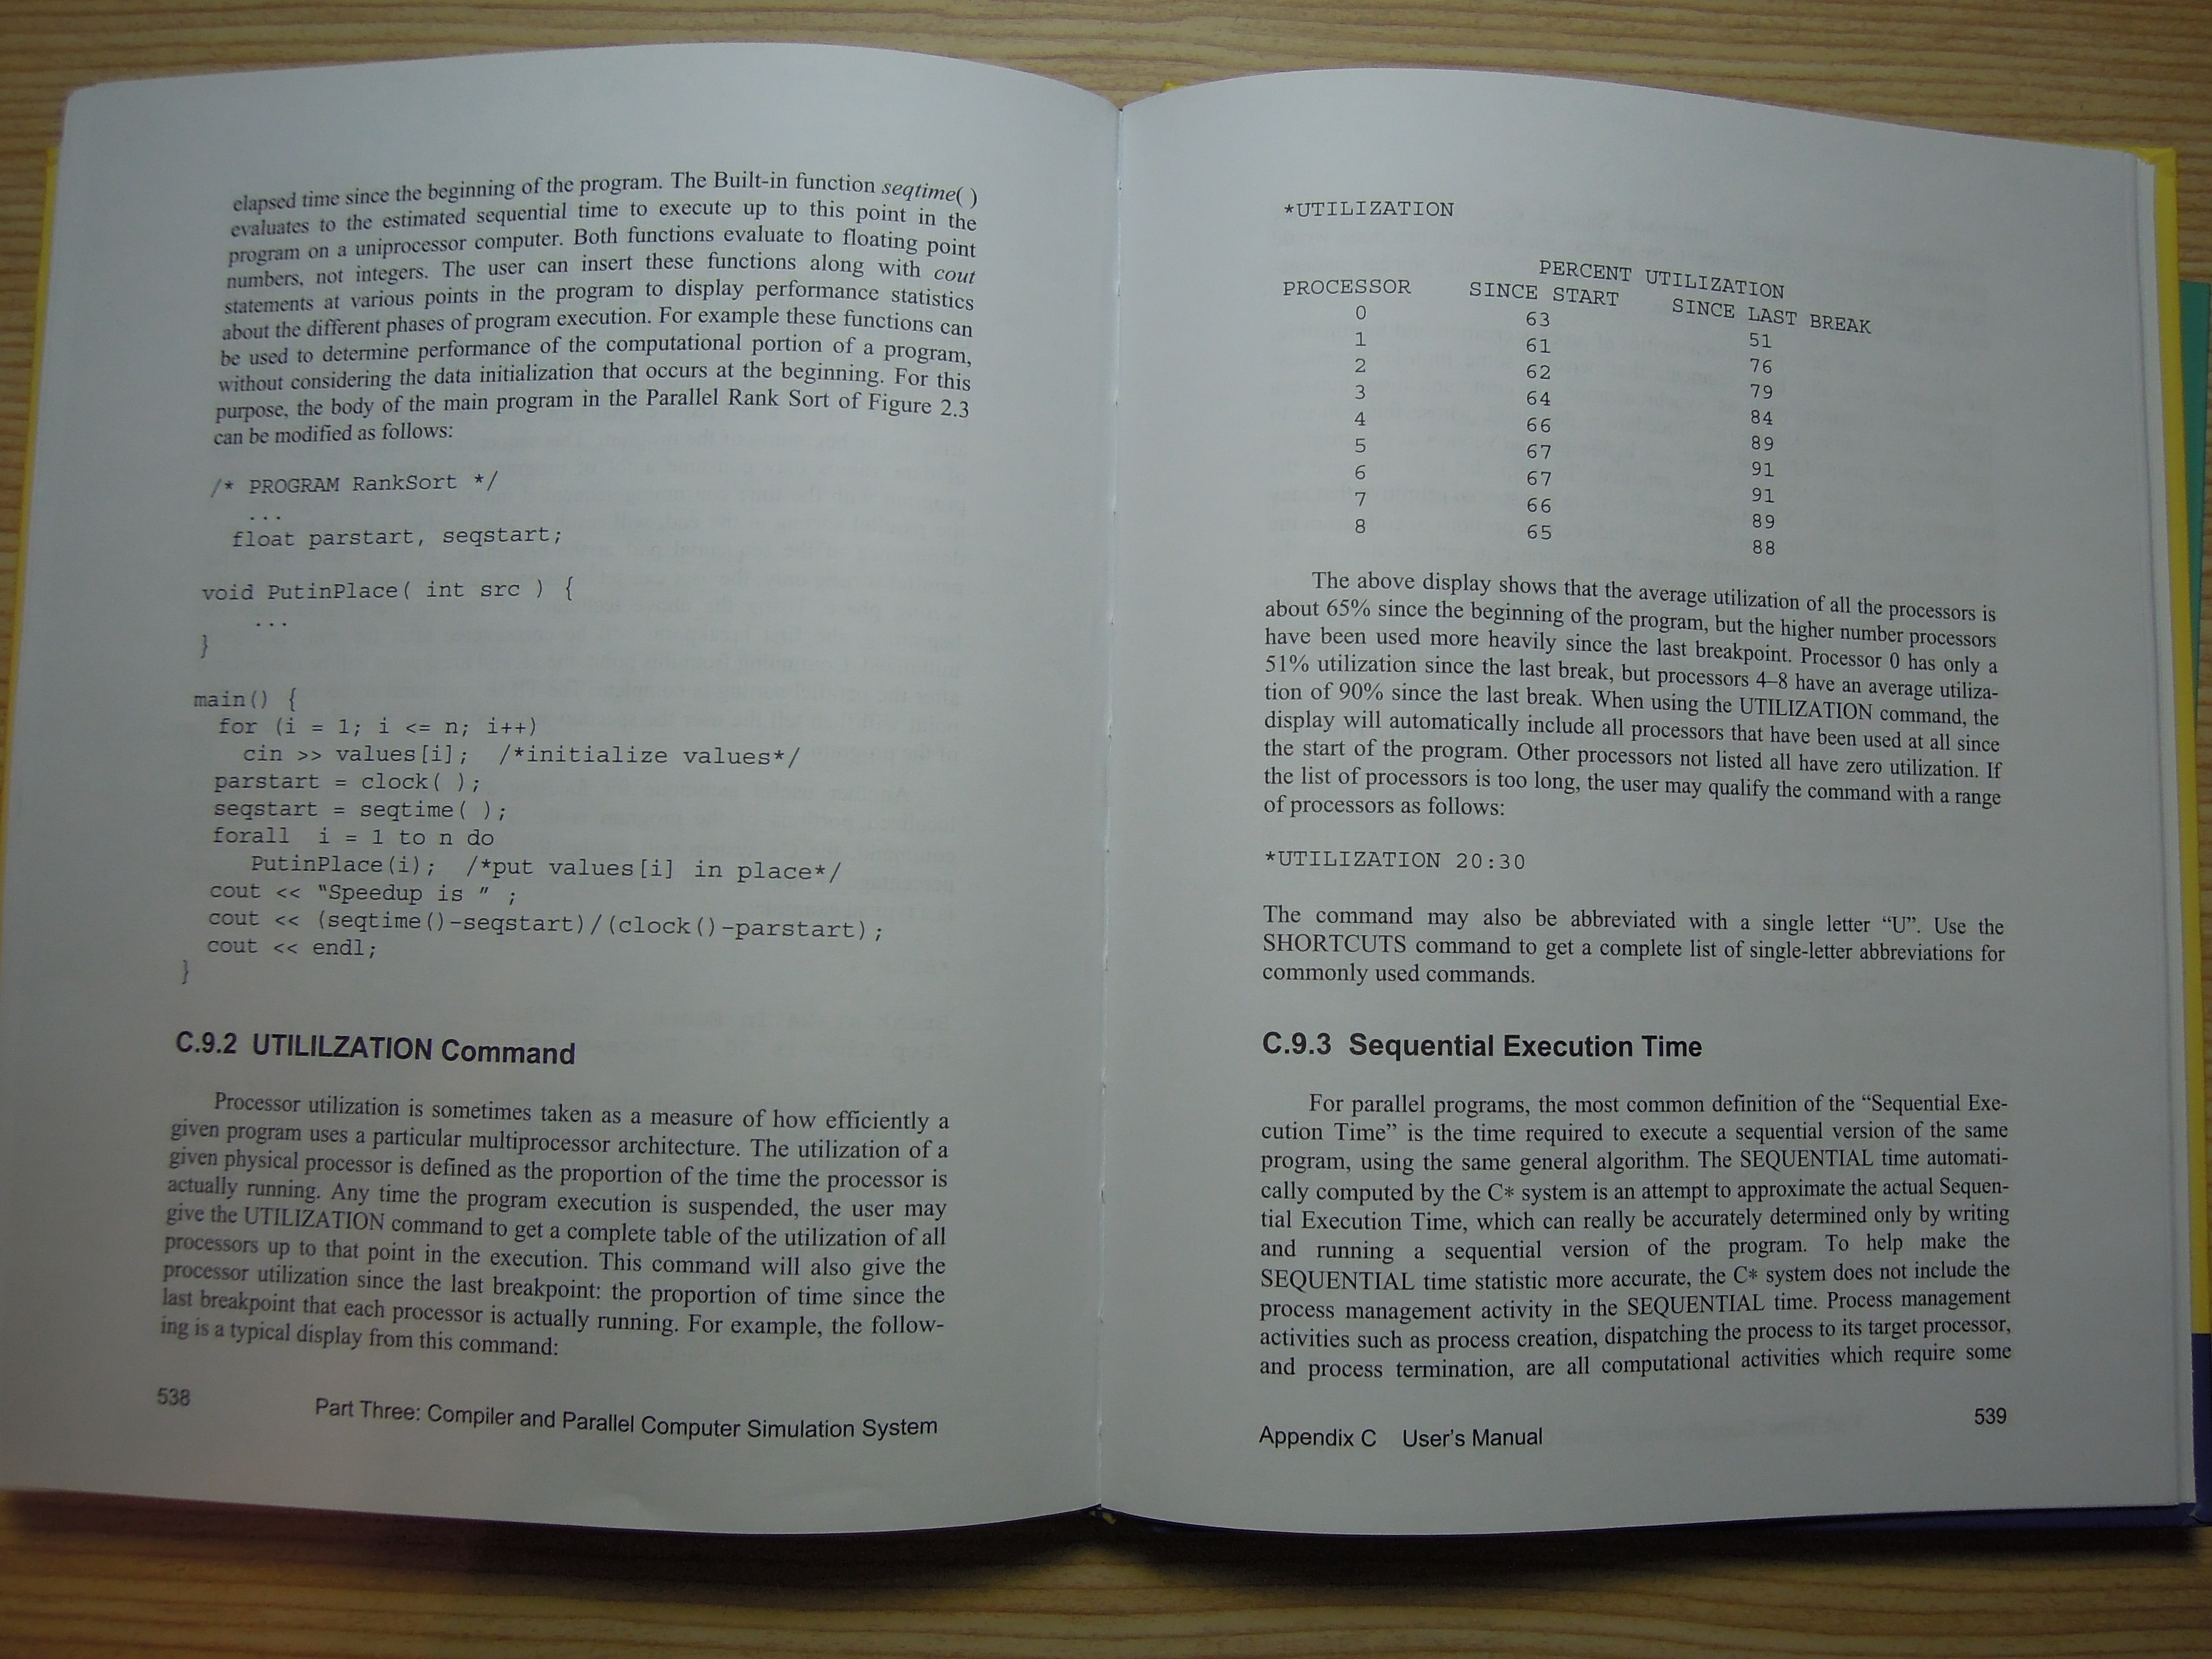 elapsed time since the beginning of the program. The Built-in function seqtime( )
evaluates to the estimated sequential time to execute up to this point in the
program on a uniprocessor computer. Both functions evaluate to floating point
numbers, not integers. The user can insert these functions along with cout
statements at various points in the program to display performance statistics
about the different phases of program execution. For example these functions can
be used to determine performance of the computational portion of a program,
without considering the data initialization that occurs at the beginning. For this
purpose, the body of the main program in the Parallel Rank Sort of Figure 2.3
can be modified as follows:
/* PROGRAM RankSort */
...
float parstart, seqstart;
void PutinPlace( int src ) {
...
}
main() {
for (i = 1; i <= n; i++)
cin >> values[i]; /*initialize values*/
parstart = clock( );
seqstart = seqtime( );
forall i = 1 to n do
PutinPlace(i); /*put values[i] in place*/
cout << "Speedup is " ;
cout << (seqtime()-seqstart)/(clock()-parstart);
cout << endl;
}
C.9.2 UTILILZATION Command
Processor utilization is sometimes taken as a measure of how efficiently a
given program uses a particular multiprocessor architecture. The utilization of a
given physical processor is defined as the proportion of the time the processor is
actually running. Any time the program execution is suspended, the user may
give the UTILIZATION command to get a complete table of the utilization of all
processors up to that point in the execution. This command will also give the
processor utilization since the last breakpoint: the proportion of time since the
last breakpoint that each processor is actually running. For example, the follow-
ing is a typical display from this command:
538 Part Three: Compiler and Parallel Computer Simulation System
*UTILIZATION
PERCENT UTILIZATION
PROCESSOR SINCE START SINCE LAST BREAK
0 63 51
1 61 76
2 62 79
3 64 84
4 66 89
5 67 91
6 67 91
7 66 89
8 65 88
The above display shows that the average utilization of all the processors is
about 65% since the beginning of the program, but the higher number processors
have been used more heavily since the last breakpoint. Processor 0 has only a
51% utilization since the last break, but processors 4–8 have an average utiliza-
tion of 90% since the last break. When using the UTILIZATION command, the
display will automatically include all processors that have been used at all since
the start of the program. Other processors not listed all have zero utilization. If
the list of processors is too long, the user may qualify the command with a range
of processors as follows:
*UTILIZATION 20:30
The command may also be abbreviated with a single letter “U”. Use the
SHORTCUTS command to get a complete list of single-letter abbreviations for
commonly used commands.
C.9.3 Sequential Execution Time
For parallel programs, the most common definition of the “Sequential Exe-
cution Time” is the time required to execute a sequential version of the same
program, using the same general algorithm. The SEQUENTIAL time automati-
cally computed by the C* system is an attempt to approximate the actual Sequen-
tial Execution Time, which can really be accurately determined only by writing
and running a sequential version of the program. To help make the
SEQUENTIAL time statistic more accurate, the C* system does not include the
process management activity in the SEQUENTIAL time. Process management
activities such as process creation, dispatching the process to its target processor,
and process termination, are all computational activities which require some
Appendix C User's Manual 539